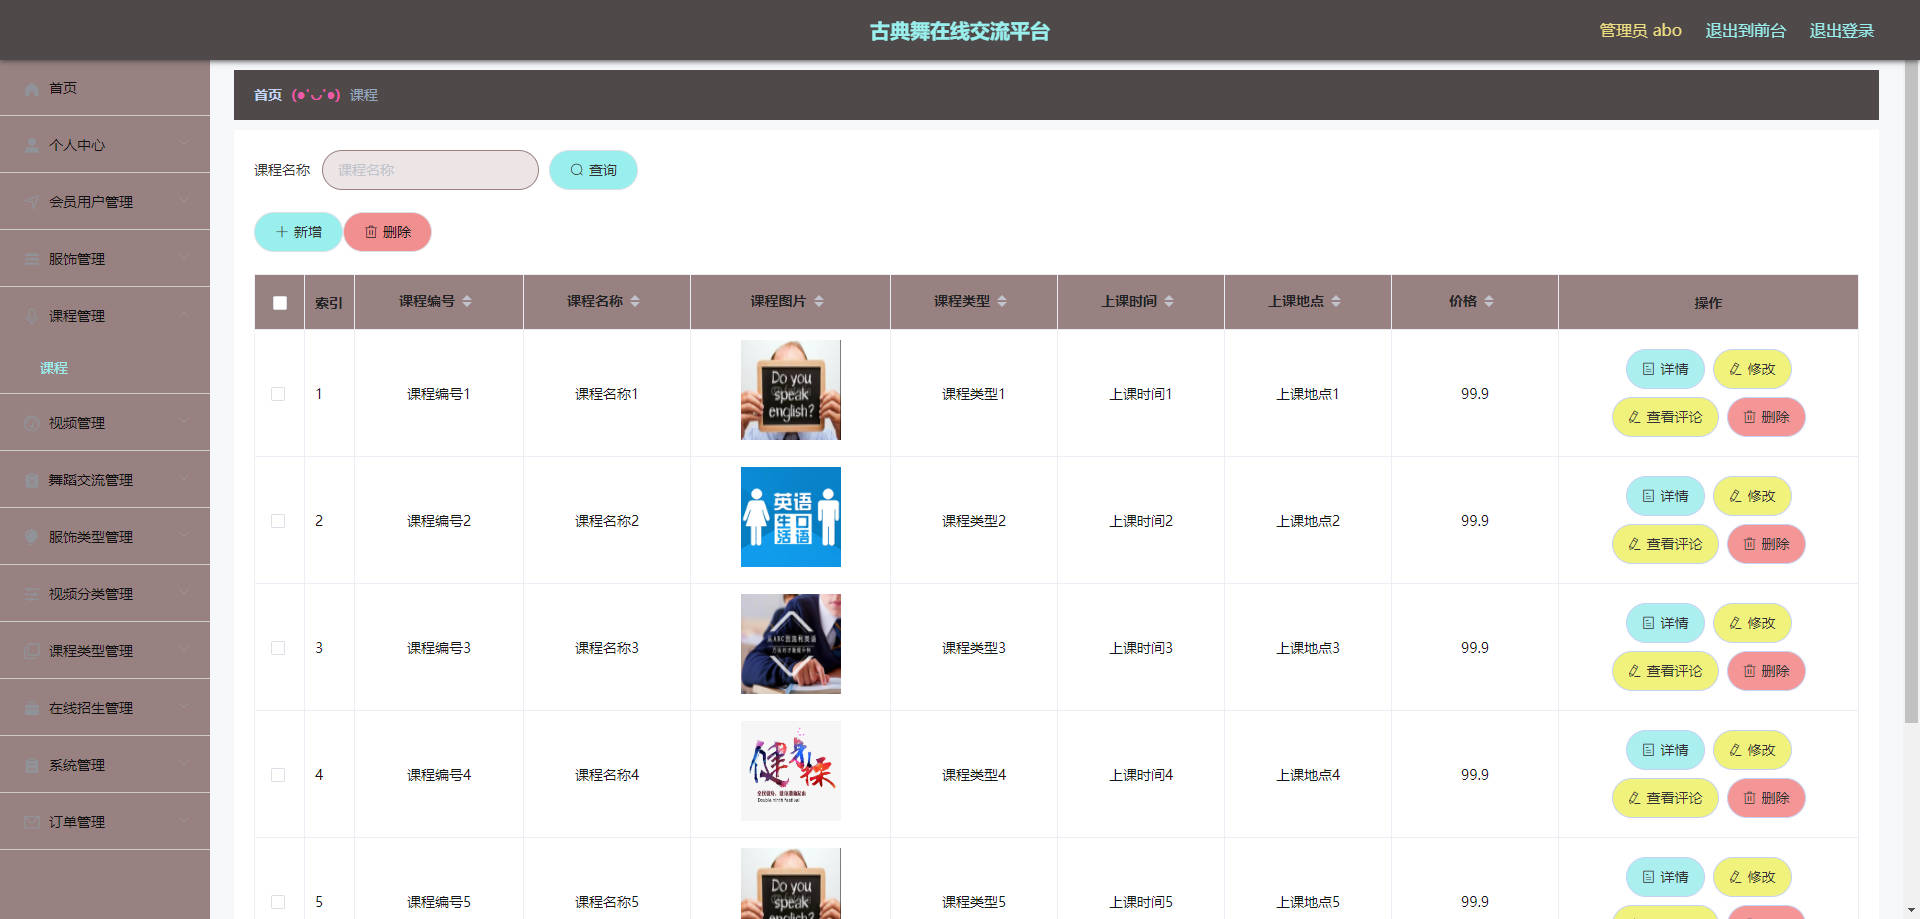 古典舞在线交流平台
管理员 abo 退出到前台 退出登录
首页
个人中心
会员用户管理
服饰管理
课程管理
课程
视频管理
舞蹈交流管理
服饰类型管理
视频分类管理
课程类型管理
在线招生管理
系统管理
订单管理
首页 (●'◡'●) 课程
课程名称 课程名称 查询
新增 删除
索引 课程编号 课程名称 课程图片 课程类型 上课时间 上课地点 价格 操作
Do you
speak
english?
1 课程编号1 课程名称1 课程类型1 上课时间1 上课地点1 99.9
详情 修改
查看评论 删除
英语
生口
活语
2 课程编号2 课程名称2 课程类型2 上课时间2 上课地点2 99.9
详情 修改
查看评论 删除
3 课程编号3 课程名称3 课程类型3 上课时间3 上课地点3 99.9
详情 修改
查看评论 删除
健身操
Double ninth festival
4 课程编号4 课程名称4 课程类型4 上课时间4 上课地点4 99.9
详情 修改
查看评论 删除
Do you
speak
english?
5 课程编号5 课程名称5 课程类型5 上课时间5 上课地点5 99.9
详情 修改